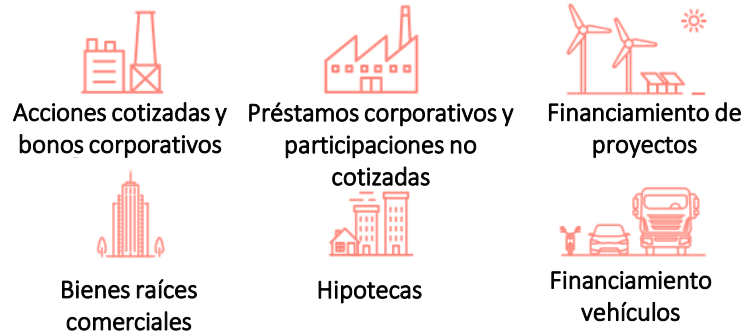 Acciones cotizadas y
bonos corporativos
Préstamos corporativos y
participaciones no
cotizadas
Financiamiento de
proyectos
Bienes raíces
comerciales
Hipotecas
Financiamiento
vehículos